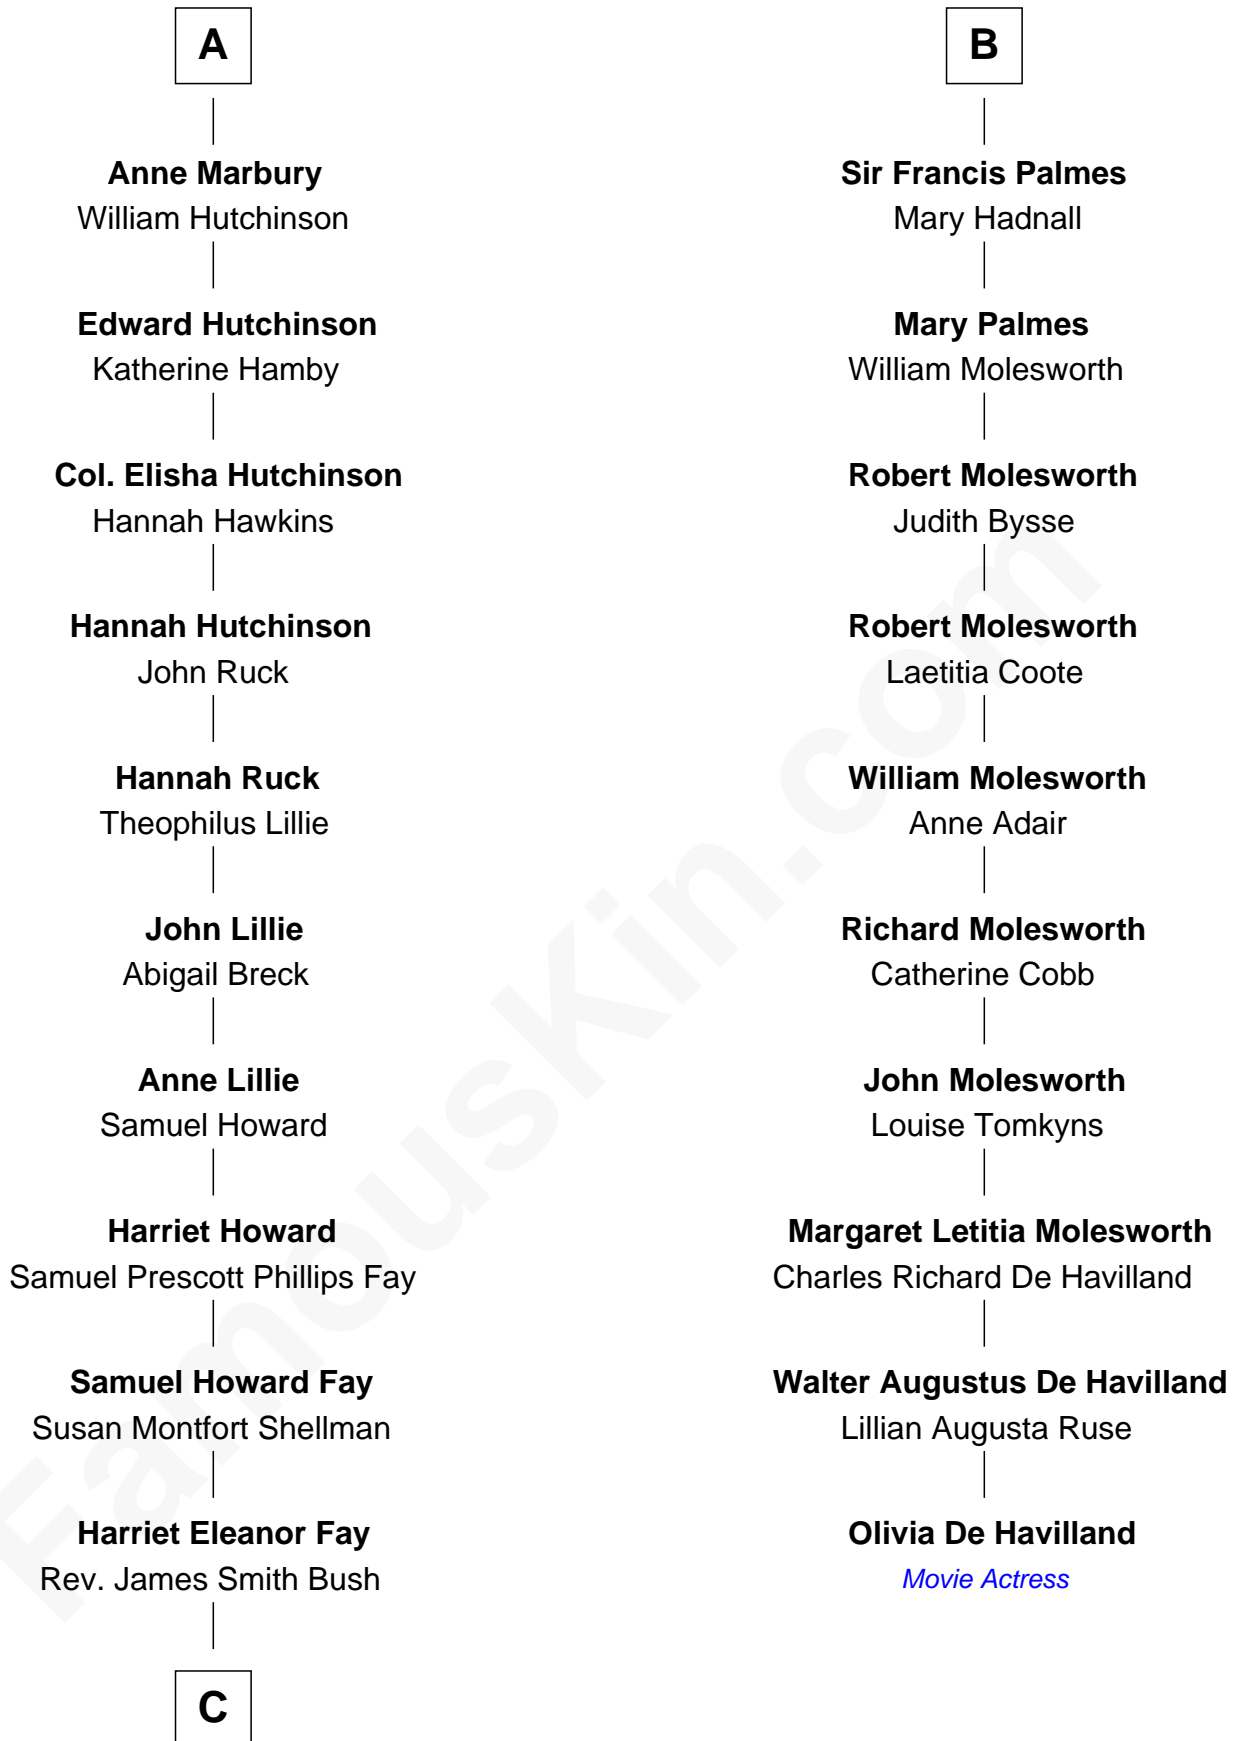 A
Anne Marbury
William Hutchinson
Edward Hutchinson
Katherine Hamby
Col. Elisha Hutchinson
Hannah Hawkins
Hannah Hutchinson
John Ruck
Hannah Ruck
Theophilus Lillie
John Lillie
Abigail Breck
Anne Lillie
Samuel Howard
Harriet Howard
Samuel Prescott Phillips Fay
Samuel Howard Fay
Susan Montfort Shellman
Harriet Eleanor Fay
Rev. James Smith Bush
C
B
Sir Francis Palmes
Mary Hadnall
Mary Palmes
William Molesworth
Robert Molesworth
Judith Bysse
Robert Molesworth
Laetitia Coote
William Molesworth
Anne Adair
Richard Molesworth
Catherine Cobb
John Molesworth
Louise Tomkyns
Margaret Letitia Molesworth
Charles Richard De Havilland
Walter Augustus De Havilland
Lillian Augusta Ruse
Olivia De Havilland
Movie Actress
FamousKin.com